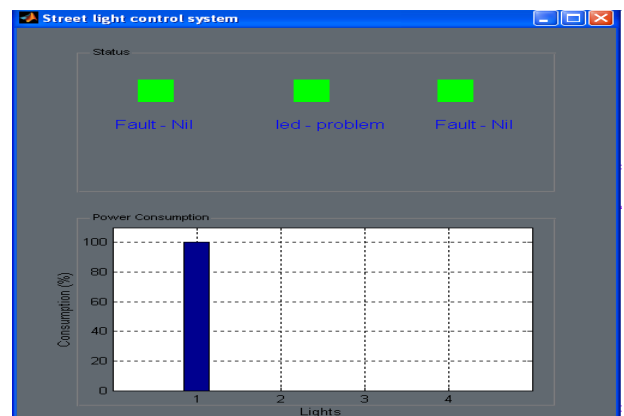 Street light control system
Status
Fault - Nil led - problem Fault - Nil
Power Consumption
100
80
60
40
20
0
Consumption (%)
1 2 3 4
Lights